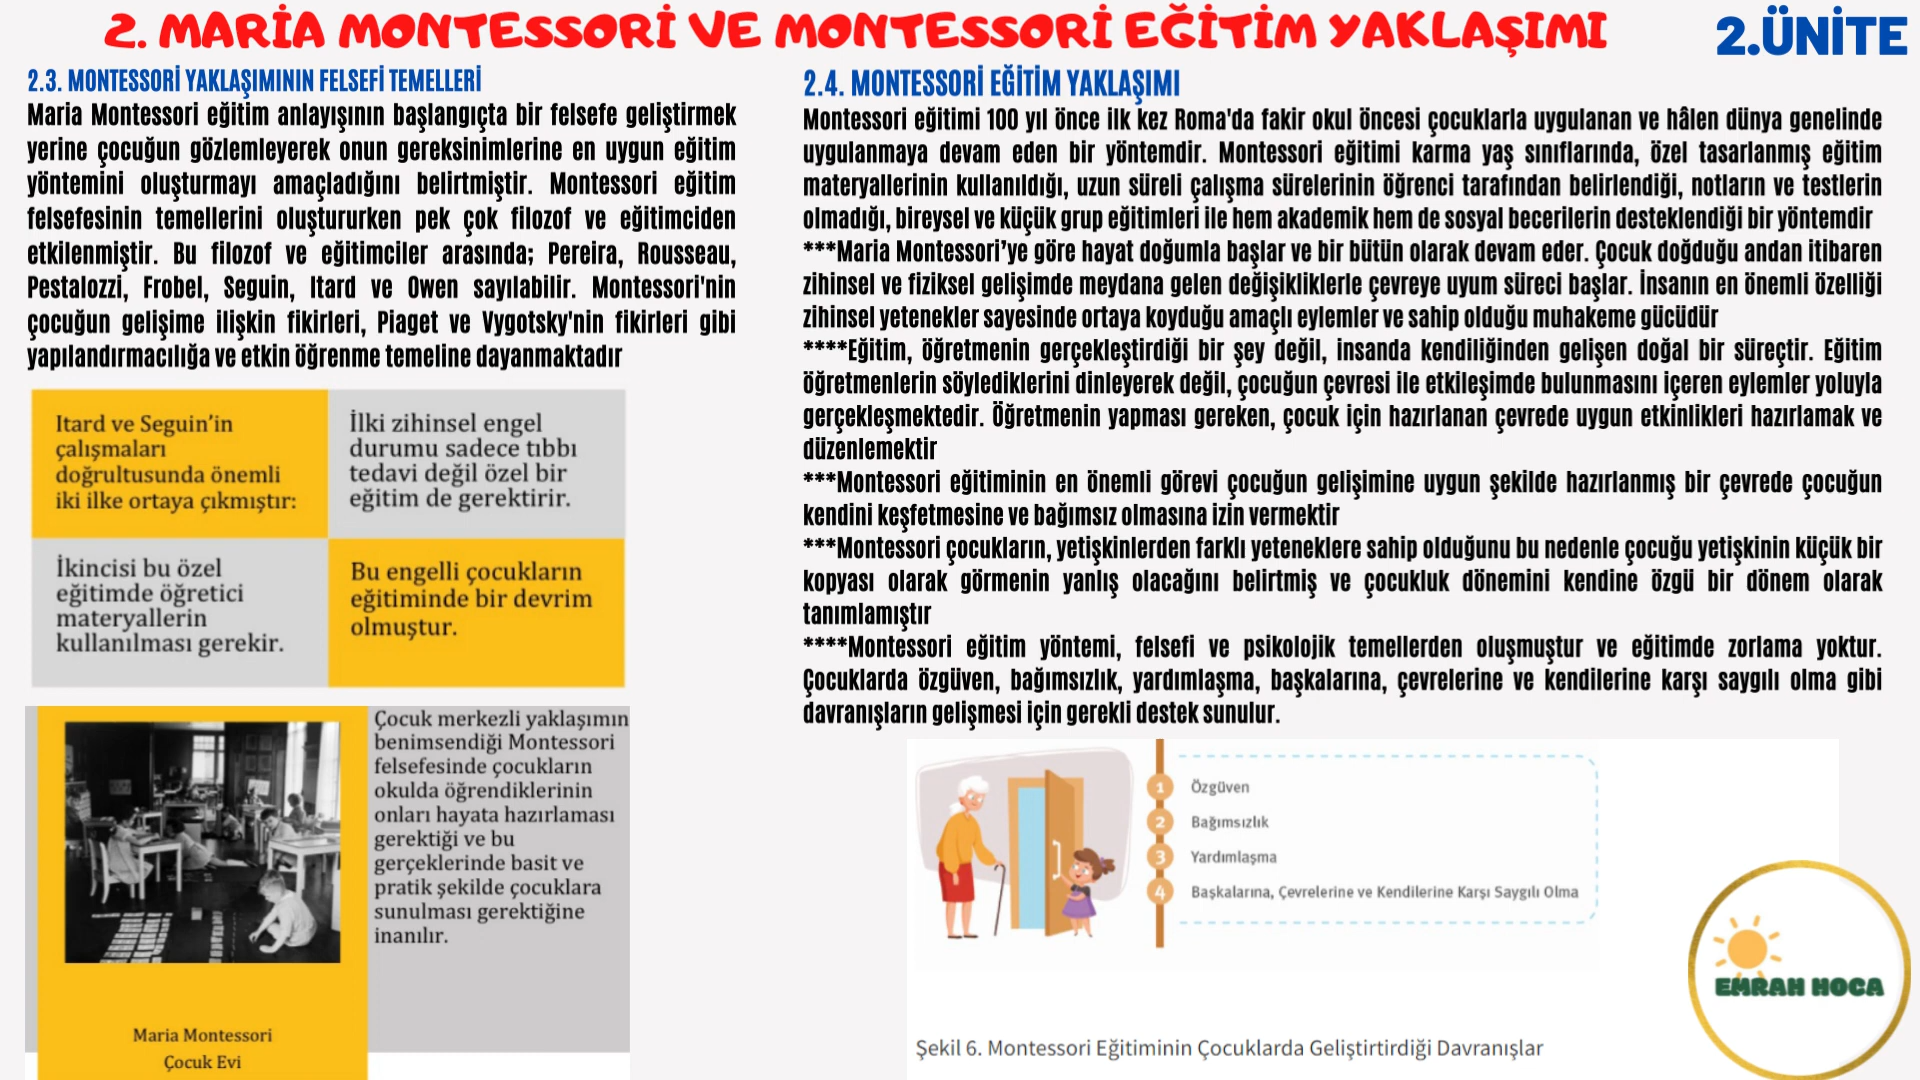 2. MARİA MONTESSORİ VE MONTESSORİ EĞİTİM YAKLAŞIMI
2.ÜNİTE
2.3. MONTESSORİ YAKLAŞIMININ FELSEFİ TEMELLERİ
Maria Montessori eğitim anlayışının başlangıçta bir felsefe geliştirmek
yerine çocuğun gözlemleyerek onun gereksinimlerine en uygun eğitim
yöntemini oluşturmayı amaçladığını belirtmiştir. Montessori eğitim
felsefesinin temellerini oluştururken pek çok filozof ve eğitimciden
etkilenmiştir. Bu filozof ve eğitimciler arasında; Pereira, Rousseau,
Pestalozzi, Frobel, Seguin, Itard ve Owen sayılabilir. Montessori'nin
çocuğun gelişime ilişkin fikirleri, Piaget ve Vygotsky'nin fikirleri gibi
yapılandırmacılığa ve etkin öğrenme temeline dayanmaktadır
Itard ve Seguin’in
çalışmaları
doğrultusunda önemli
iki ilke ortaya çıkmıştır:
İlki zihinsel engel
durumu sadece tıbbı
tedavi değil özel bir
eğitim de gerektirir.
İkincisi bu özel
eğitimde öğretici
materyallerin
kullanılması gerekir.
Bu engelli çocukların
eğitiminde bir devrim
olmuştur.
Çocuk merkezli yaklaşımın
benimsendiği Montessori
felsefesinde çocukların
okulda öğrendiklerinin
onları hayata hazırlaması
gerektiği ve bu
gerçeklerinde basit ve
pratik şekilde çocuklara
sunulması gerektiğine
inanılır.
Maria Montessori
Çocuk Evi
2.4. MONTESSORİ EĞİTİM YAKLAŞIMI
Montessori eğitimi 100 yıl önce ilk kez Roma'da fakir okul öncesi çocuklarla uygulanan ve hâlen dünya genelinde
uygulanmaya devam eden bir yöntemdir. Montessori eğitimi karma yaş sınıflarında, özel tasarlanmış eğitim
materyallerinin kullanıldığı, uzun süreli çalışma sürelerinin öğrenci tarafından belirlendiği, notların ve testlerin
olmadığı, bireysel ve küçük grup eğitimleri ile hem akademik hem de sosyal becerilerin desteklendiği bir yöntemdir
***Maria Montessori’ye göre hayat doğumla başlar ve bir bütün olarak devam eder. Çocuk doğduğu andan itibaren
zihinsel ve fiziksel gelişimde meydana gelen değişikliklerle çevreye uyum süreci başlar. İnsanın en önemli özelliği
zihinsel yetenekler sayesinde ortaya koyduğu amaçlı eylemler ve sahip olduğu muhakeme gücüdür
****Eğitim, öğretmenin gerçekleştirdiği bir şey değil, insanda kendiliğinden gelişen doğal bir süreçtir. Eğitim
öğretmenlerin söylediklerini dinleyerek değil, çocuğun çevresi ile etkileşimde bulunmasını içeren eylemler yoluyla
gerçekleşmektedir. Öğretmenin yapması gereken, çocuk için hazırlanan çevrede uygun etkinlikleri hazırlamak ve
düzenlemektir
***Montessori eğitiminin en önemli görevi çocuğun gelişimine uygun şekilde hazırlanmış bir çevrede çocuğun
kendini keşfetmesine ve bağımsız olmasına izin vermektir
***Montessori çocukların, yetişkinlerden farklı yeteneklere sahip olduğunu bu nedenle çocuğu yetişkinin küçük bir
kopyası olarak görmenin yanlış olacağını belirtmiş ve çocukluk dönemini kendine özgü bir dönem olarak
tanımlamıştır
****Montessori eğitim yöntemi, felsefi ve psikolojik temellerden oluşmuştur ve eğitimde zorlama yoktur.
Çocuklarda özgüven, bağımsızlık, yardımlaşma, başkalarına, çevrelerine ve kendilerine karşı saygılı olma gibi
davranışların gelişmesi için gerekli destek sunulur.
1 Özgüven
2 Bağımsızlık
3 Yardımlaşma
4 Başkalarına, Çevrelerine ve Kendilerine Karşı Saygılı Olma
Şekil 6. Montessori Eğitiminin Çocuklarda Geliştirtirdiği Davranışlar
EMRAH HOCA